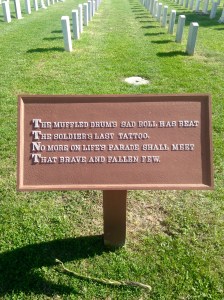 The muffled drum's sad roll has beat
The soldier's last tattoo.
No more on life's parade shall meet
That brave and fallen few.